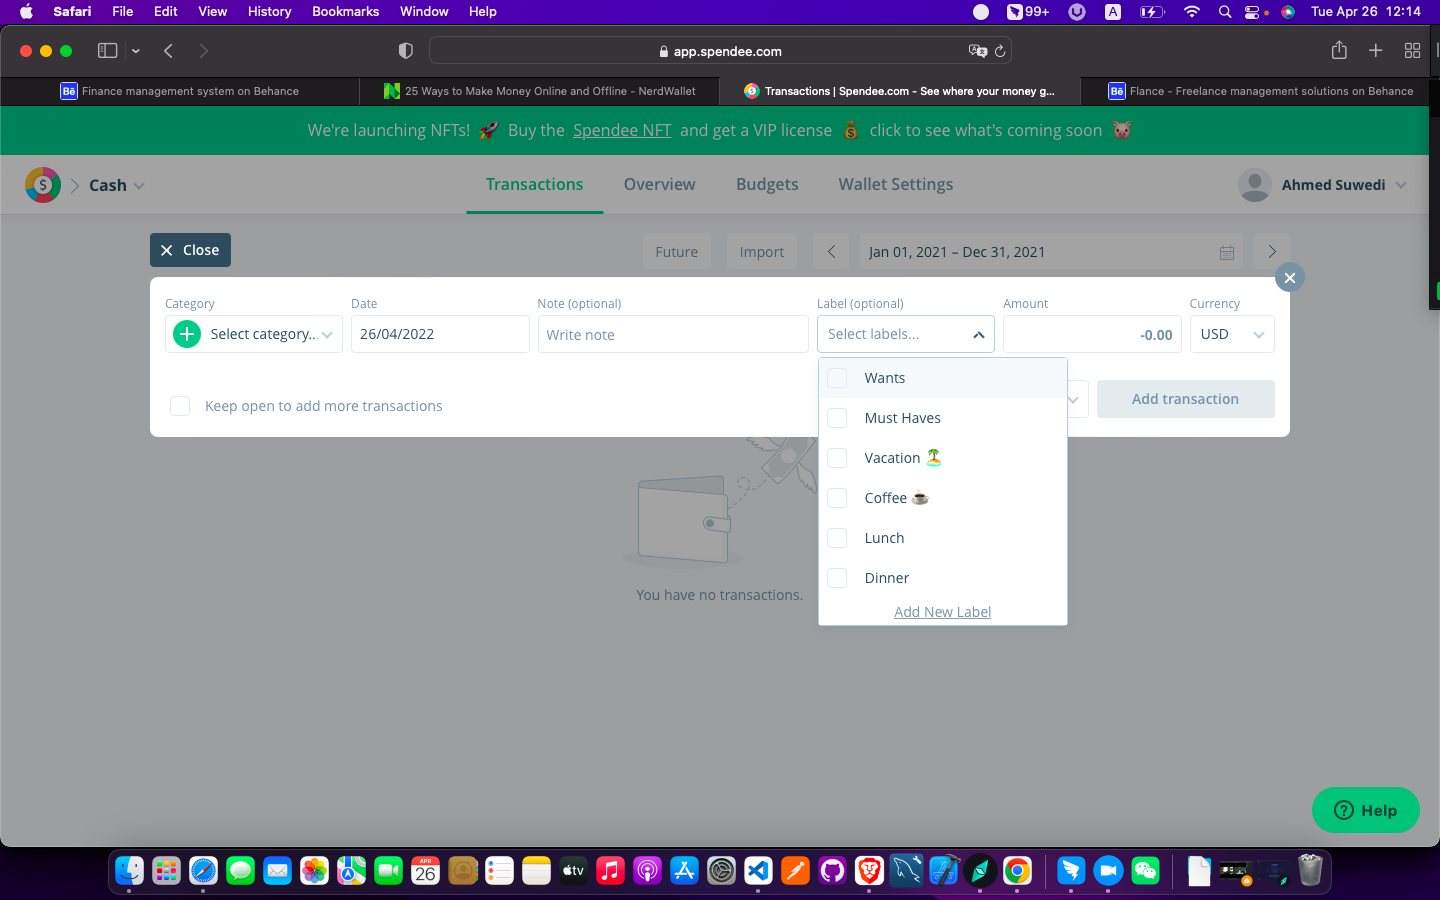 Safari File Edit View History Bookmarks Window Help 99+ A Tue Apr 26 12:14
app.spendee.com
Bē Finance management system on Behance
25 Ways to Make Money Online and Offline - NerdWallet
Transactions | Spendee.com - See where your money g...
Bē Flance - Freelance management solutions on Behance
We're launching NFTs! 🚀 Buy the Spendee NFT and get a VIP license 💰 click to see what's coming soon 🐷
$ Cash
Transactions Overview Budgets Wallet Settings
Ahmed Suwedi
Close
Future Import Jan 01, 2021 – Dec 31, 2021
Category Date Note (optional) Label (optional) Amount Currency
Select category... 26/04/2022 Write note Select labels... -0.00 USD
Keep open to add more transactions
Add transaction
Wants
Must Haves
Vacation 🏝️
Coffee ☕
Lunch
Dinner
Add New Label
You have no transactions.
? Help
APR
26
tv